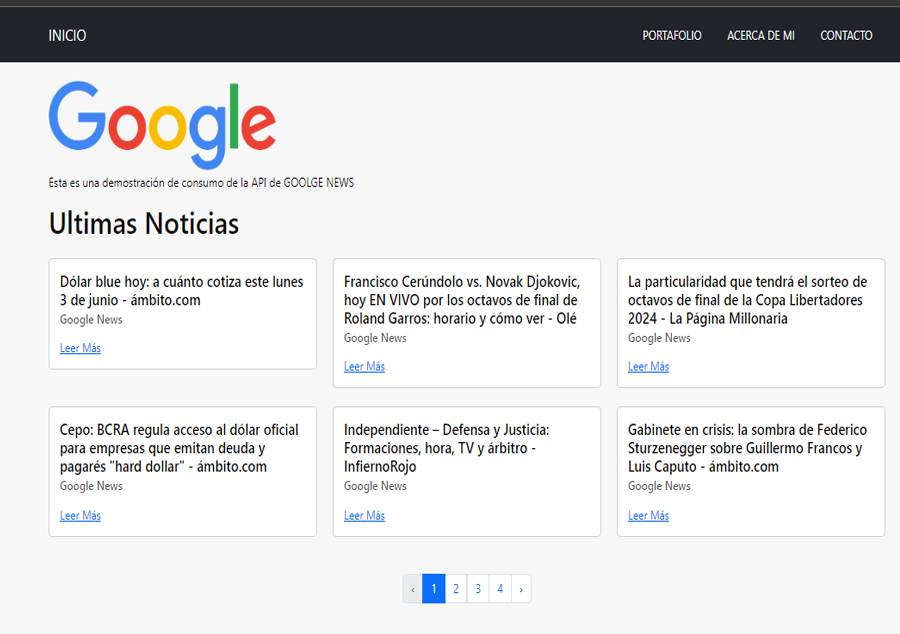 INICIO PORTAFOLIO ACERCA DE MI CONTACTO
Google
Esta es una demostración de consumo de la API de GOOLGE NEWS
Ultimas Noticias
Dólar blue hoy: a cuánto cotiza este lunes
3 de junio - ámbito.com
Google News
Leer Más
Francisco Cerúndolo vs. Novak Djokovic,
hoy EN VIVO por los octavos de final de
Roland Garros: horario y cómo ver - Olé
Google News
Leer Más
La particularidad que tendrá el sorteo de
octavos de final de la Copa Libertadores
2024 - La Página Millonaria
Google News
Leer Más
Cepo: BCRA regula acceso al dólar oficial
para empresas que emitan deuda y
pagarés "hard dollar" - ámbito.com
Google News
Leer Más
Independiente – Defensa y Justicia:
Formaciones, hora, TV y árbitro -
InfiernoRojo
Google News
Leer Más
Gabinete en crisis: la sombra de Federico
Sturzenegger sobre Guillermo Francos y
Luis Caputo - ámbito.com
Google News
Leer Más
‹ 1 2 3 4 ›